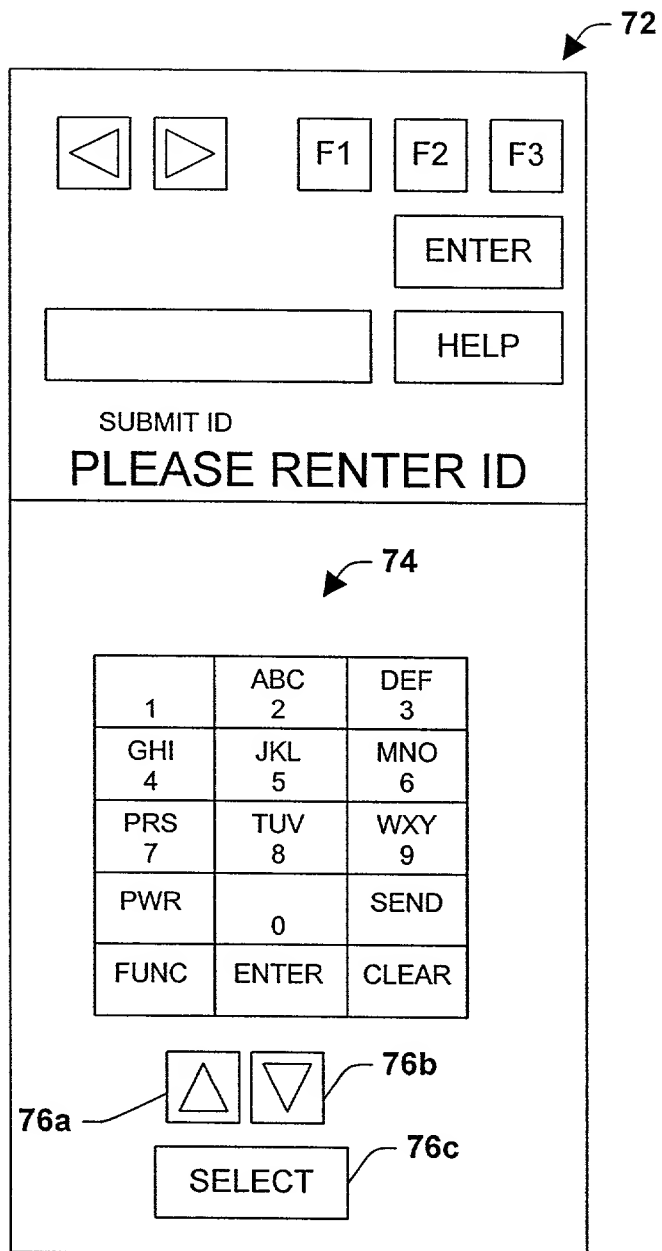 72
F1 F2 F3
ENTER
HELP
SUBMIT ID
PLEASE RENTER ID
74
ABC DEF
1 2 3
GHI JKL MNO
4 5 6
PRS TUV WXY
7 8 9
PWR SEND
0
FUNC ENTER CLEAR
76b
76a
76c
SELECT